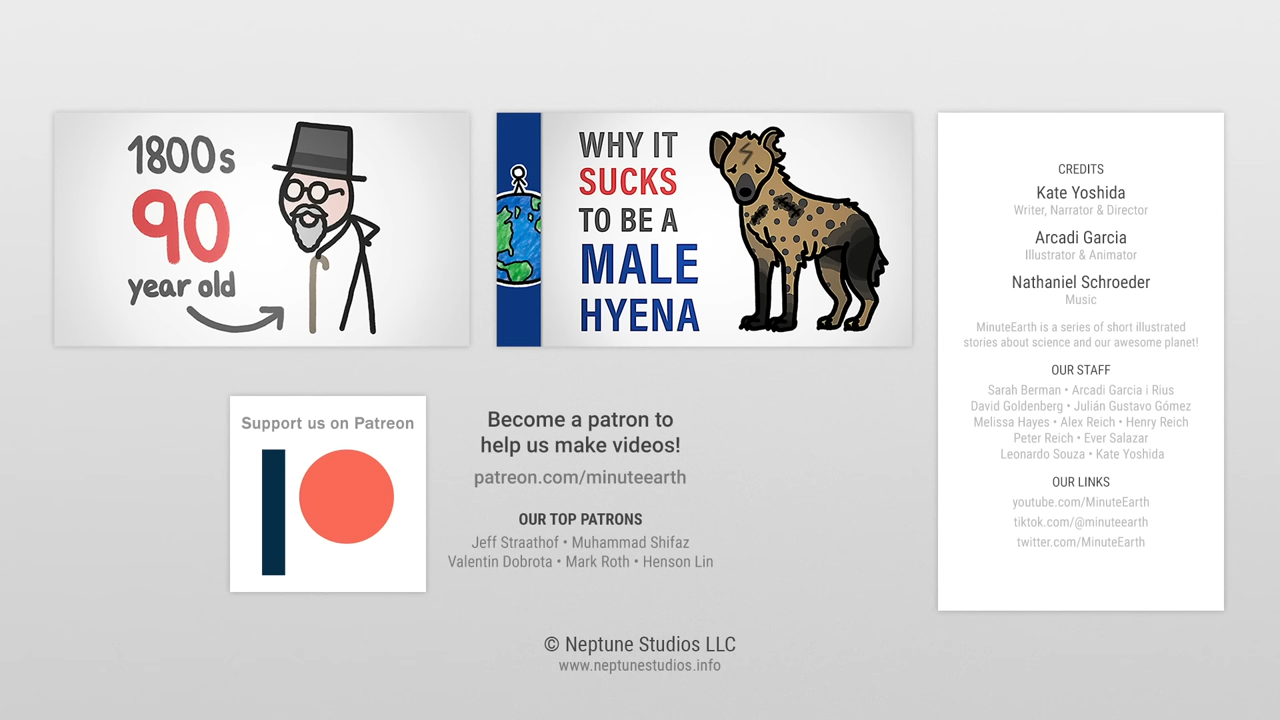 1800s
90
year old
WHY IT
SUCKS
TO BE A
MALE
HYENA
CREDITS
Kate Yoshida
Writer, Narrator & Director
Arcadi Garcia
Illustrator & Animator
Nathaniel Schroeder
Music
MinuteEarth is a series of short illustrated
stories about science and our awesome planet!
OUR STAFF
Sarah Berman • Arcadi Garcia i Rius
David Goldenberg • Julián Gustavo Gómez
Melissa Hayes • Alex Reich • Henry Reich
Peter Reich • Ever Salazar
Leonardo Souza • Kate Yoshida
OUR LINKS
youtube.com/MinuteEarth
tiktok.com/@minuteearth
twitter.com/MinuteEarth
Support us on Patreon
Become a patron to
help us make videos!
patreon.com/minuteearth
OUR TOP PATRONS
Jeff Straathof • Muhammad Shifaz
Valentin Dobrota • Mark Roth • Henson Lin
© Neptune Studios LLC
www.neptunestudios.info